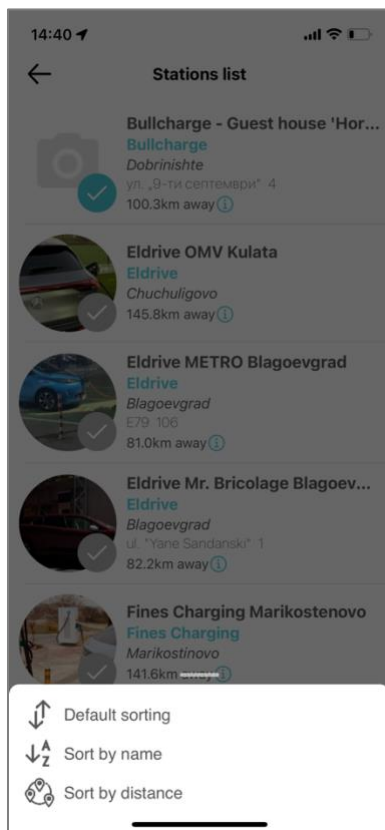 14:40
Stations list
Bullcharge - Guest house 'Hor...
Bullcharge
Dobrinishte
ул. „9-ти септември“ 4
100.3km away
Eldrive OMV Kulata
Eldrive
Chuchuligovo
145.8km away
Eldrive METRO Blagoevgrad
Eldrive
Blagoevgrad
E79 106
81.0km away
Eldrive Mr. Bricolage Blagoev...
Eldrive
Blagoevgrad
ul. "Yane Sandanski" 1
82.2km away
Fines Charging Marikostenovo
Fines Charging
Marikostinovo
141.6km away
Default sorting
Sort by name
Sort by distance